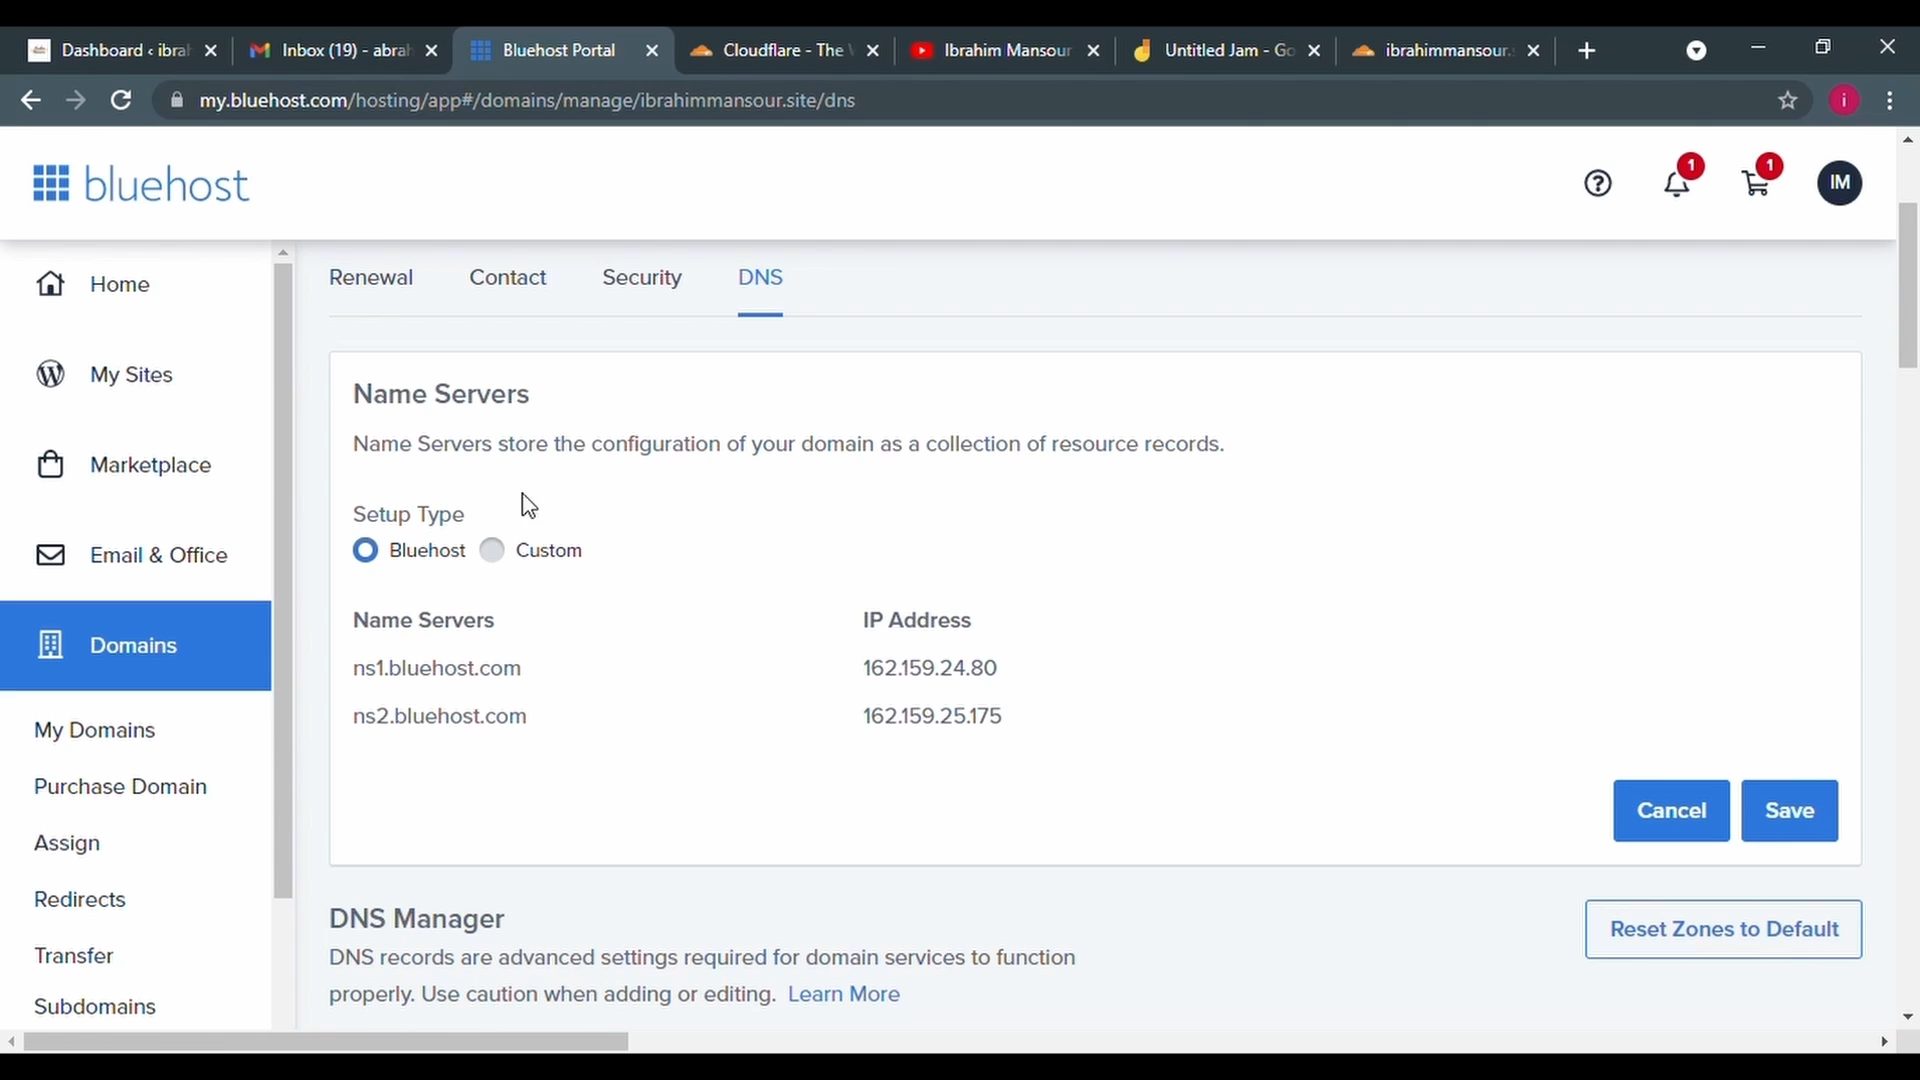 Dashboard ‹ ibrah
Inbox (19) - abrah
Bluehost Portal
Cloudflare - The
Ibrahim Mansour
Untitled Jam - Go
ibrahimmansour.
my.bluehost.com/hosting/app#/domains/manage/ibrahimmansour.site/dns
i
bluehost
1
1
IM
Home
My Sites
Marketplace
Email & Office
Domains
My Domains
Purchase Domain
Assign
Redirects
Transfer
Subdomains
Renewal Contact Security DNS
Name Servers
Name Servers store the configuration of your domain as a collection of resource records.
Setup Type
Bluehost Custom
Name Servers IP Address
ns1.bluehost.com 162.159.24.80
ns2.bluehost.com 162.159.25.175
Cancel Save
DNS Manager
Reset Zones to Default
DNS records are advanced settings required for domain services to function
properly. Use caution when adding or editing. Learn More